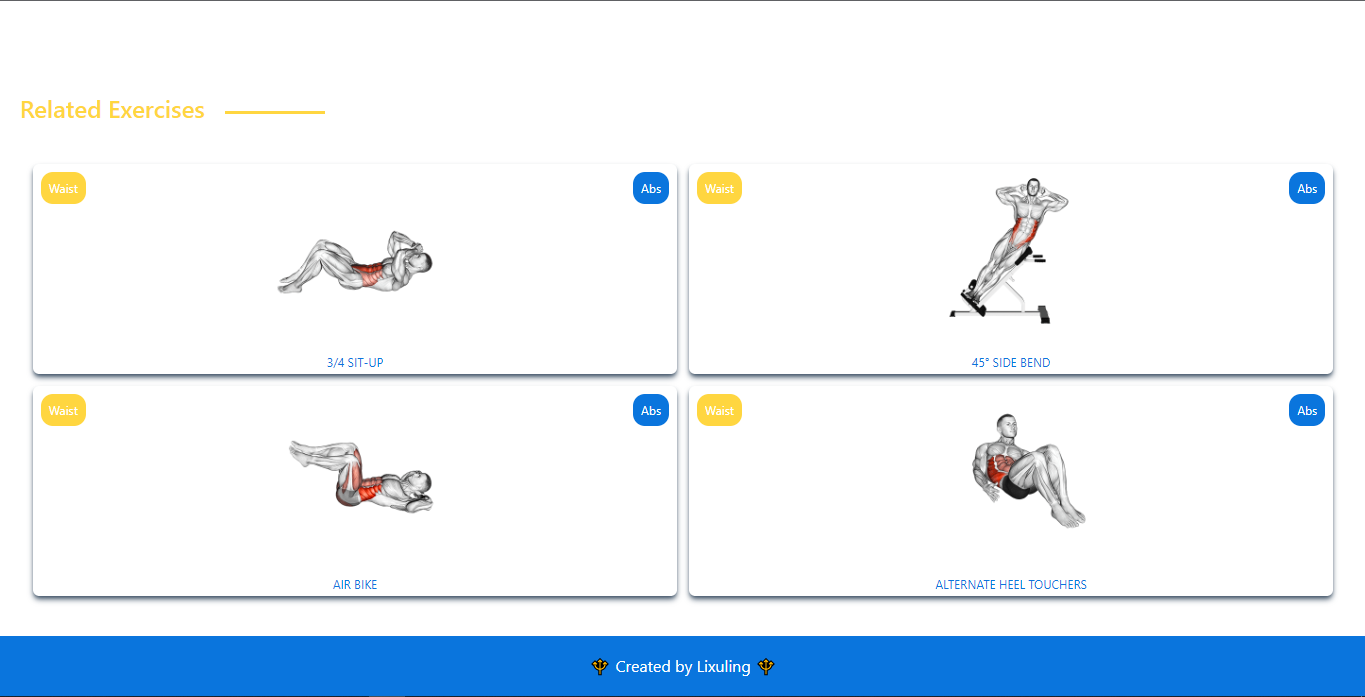 Related Exercises
Waist
Abs
3/4 SIT-UP
Waist
Abs
45° SIDE BEND
Waist
Abs
AIR BIKE
Waist
Abs
ALTERNATE HEEL TOUCHERS
🔱 Created by Lixuling 🔱